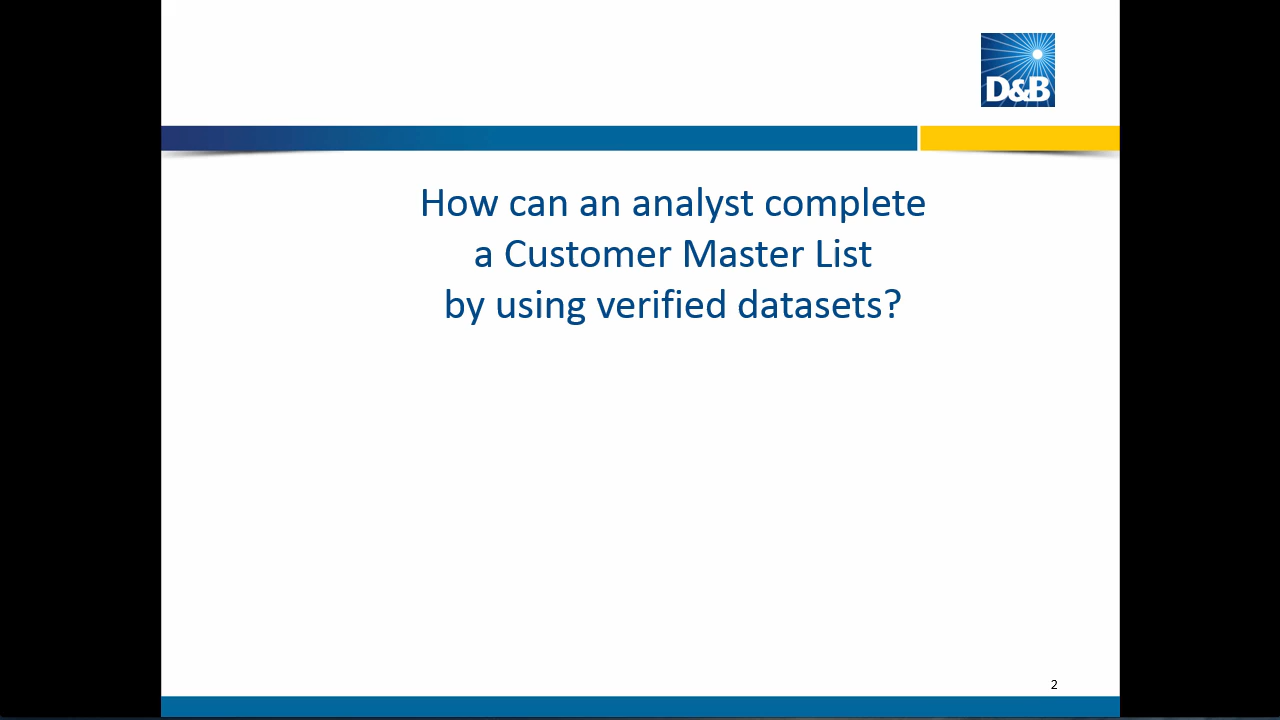 D&B
How can an analyst complete
a Customer Master List
by using verified datasets?
2